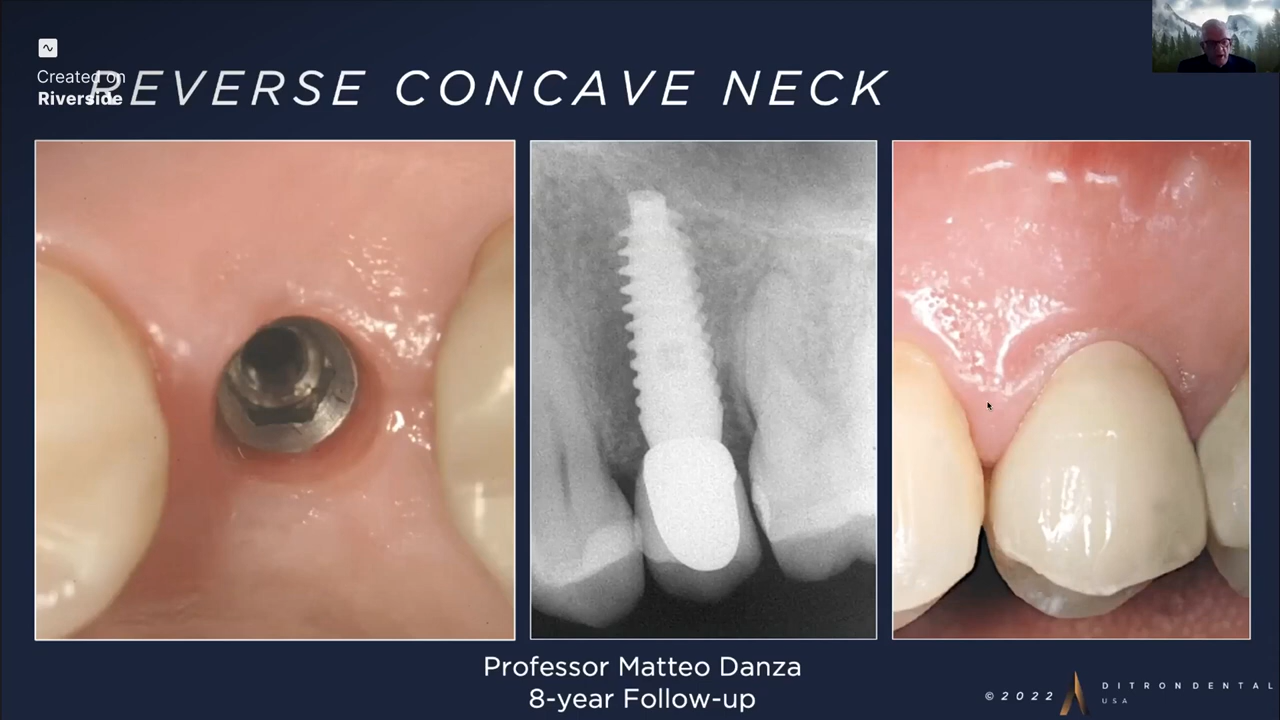 Created on
Riverside
REVERSE CONCAVE NECK
Professor Matteo Danza
8-year Follow-up
©2022
DITRONDENTAL
USA